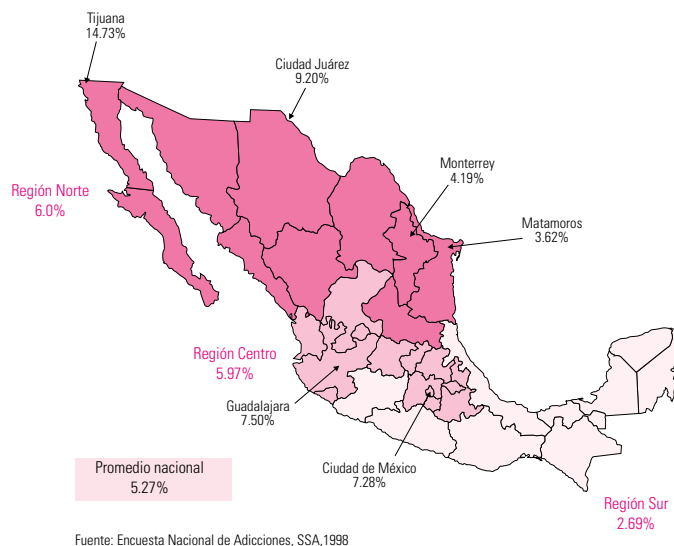 Tijuana
14.73%
Ciudad Juárez
9.20%
Monterrey
4.19%
Región Norte
6.0%
Matamoros
3.62%
Región Centro
5.97%
Guadalajara
7.50%
Ciudad de México
7.28%
Promedio nacional
5.27%
Región Sur
2.69%
Fuente: Encuesta Nacional de Adicciones, SSA,1998